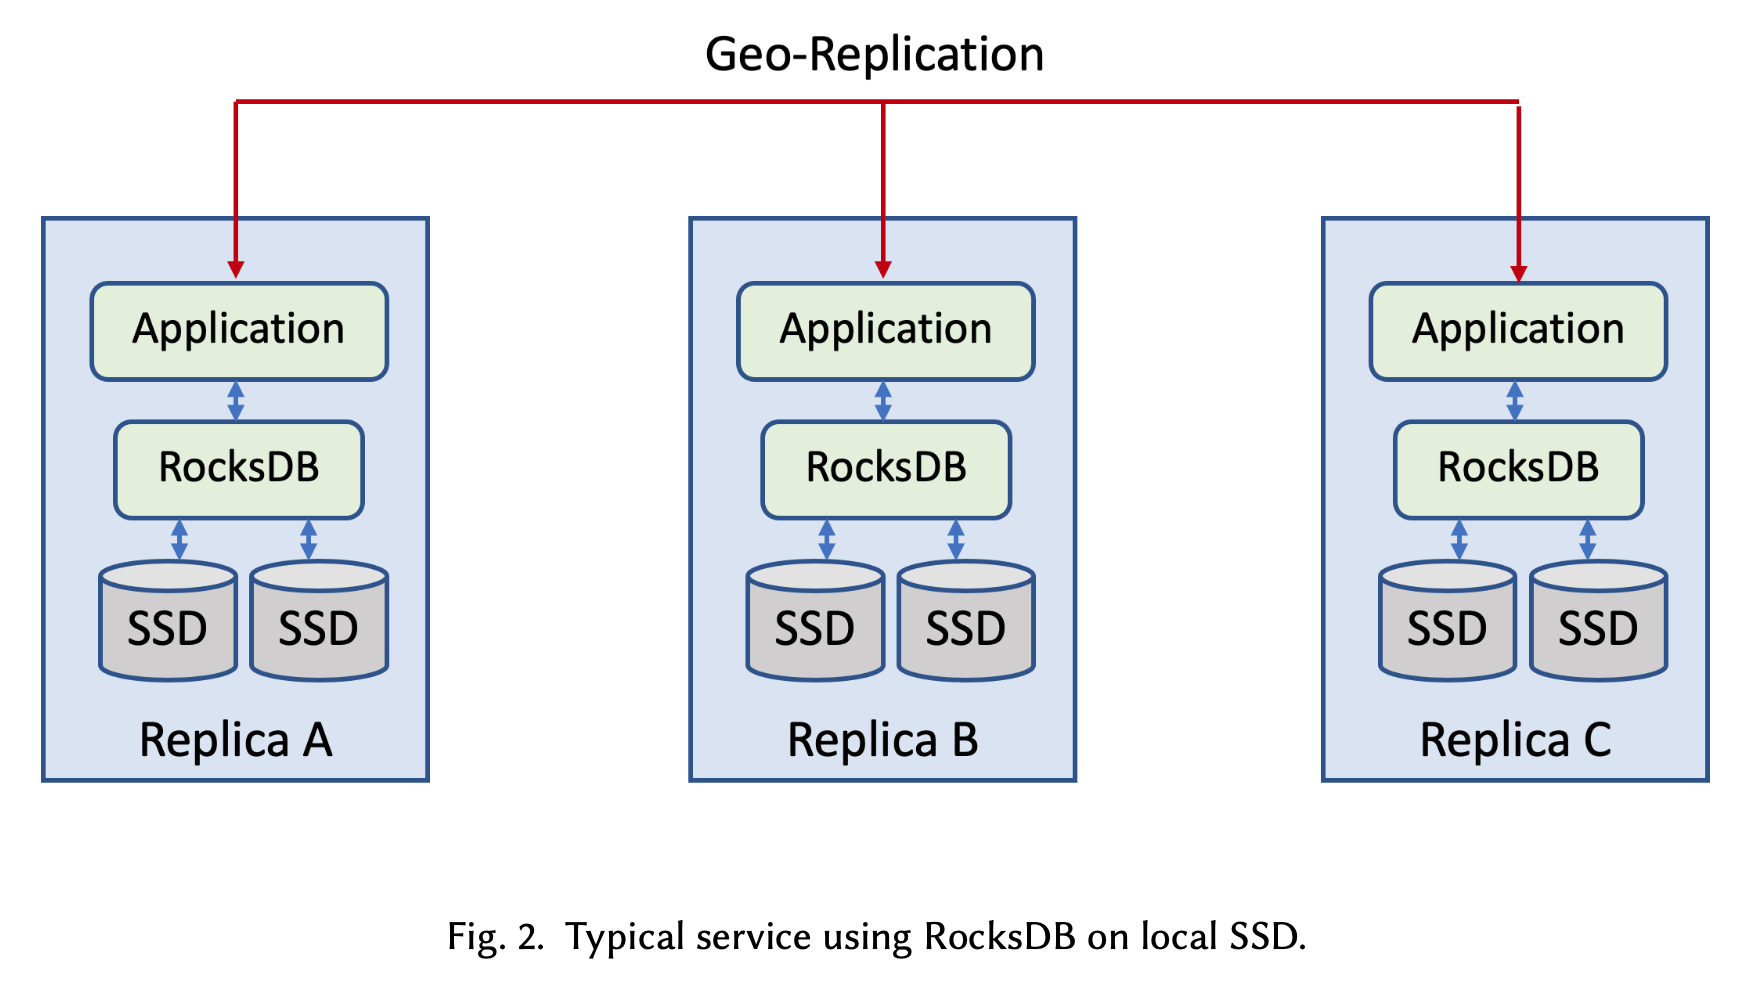 Geo-Replication
Application
RocksDB
SSD SSD
Replica A
Application
RocksDB
SSD SSD
Replica B
Application
RocksDB
SSD SSD
Replica C
Fig. 2. Typical service using RocksDB on local SSD.